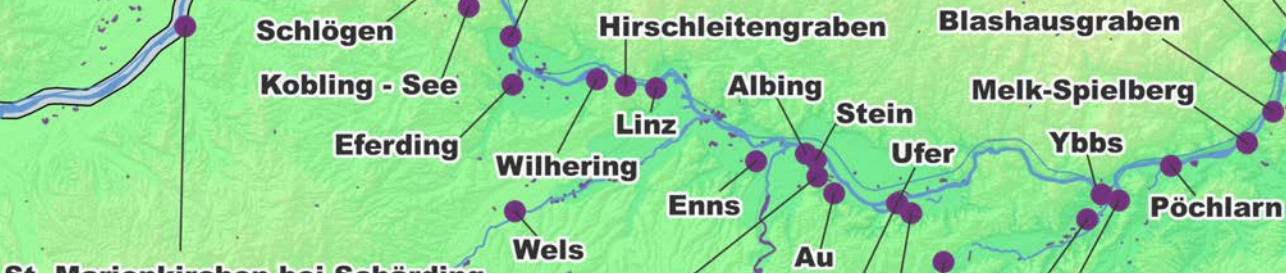 Schlögen
Hirschleitengraben
Blashausgraben
Kobling - See
Albing
Melk-Spielberg
Stein
Linz
Eferding
Ybbs
Ufer
Wilhering
Enns
Pöchlarn
Wels
Au
St. Marienkirchen bei Schärding